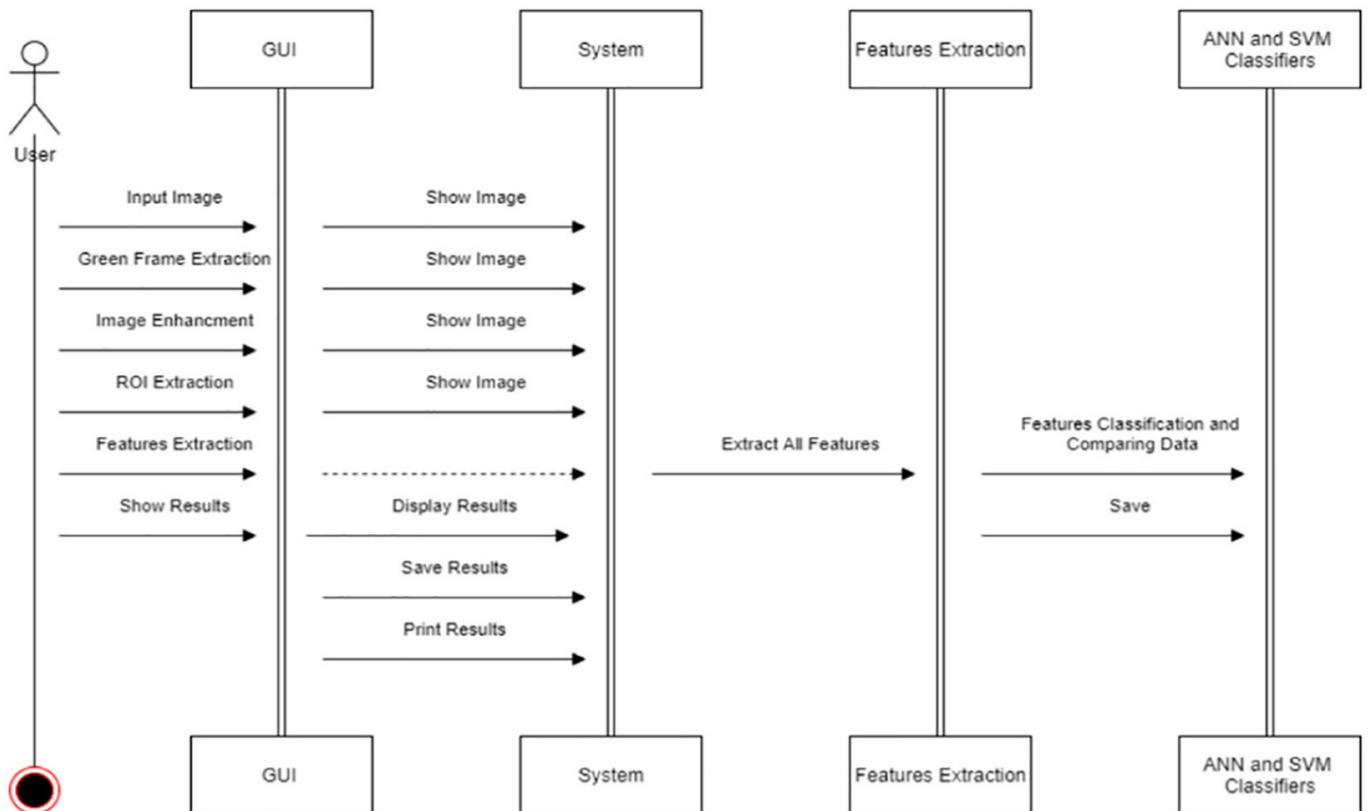 GUI
System
Features Extraction
ANN and SVM
Classifiers
User
Input Image
Show Image
Green Frame Extraction
Show Image
Image Enhancment
Show Image
ROI Extraction
Show Image
Features Extraction
Extract All Features
Features Classification and
Comparing Data
Show Results
Display Results
Save
Save Results
Print Results
GUI
System
Features Extraction
ANN and SVM
Classifiers